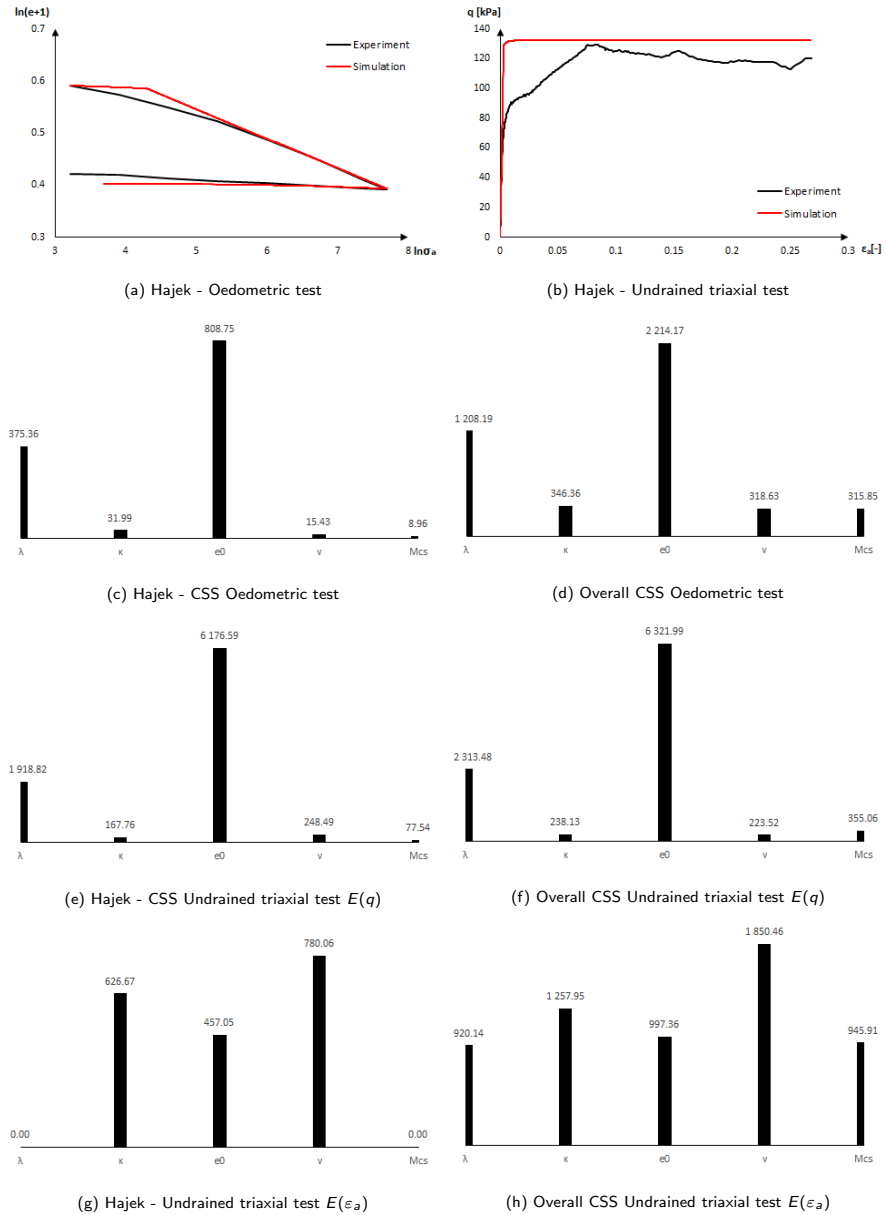 ln(e+1)
0.7
0.6
0.5
0.4
0.3
3
4
5
6
7
8
lnσa
Experiment
Simulation
(a) Hajek - Oedometric test
q [kPa]
140
120
100
80
60
40
20
0
0
0.05
0.1
0.15
0.2
0.25
0.3
εa[-]
Experiment
Simulation
(b) Hajek - Undrained triaxial test
375.36
31.99
808.75
15.43
8.96
λ
κ
e0
ν
Mcs
(c) Hajek - CSS Oedometric test
1 208.19
346.36
2 214.17
318.63
315.85
λ
κ
e0
ν
Mcs
(d) Overall CSS Oedometric test
1 918.82
167.76
6 176.59
248.49
77.54
λ
κ
e0
ν
Mcs
(e) Hajek - CSS Undrained triaxial test E(q)
2 313.48
238.13
6 321.99
223.52
355.06
λ
κ
e0
ν
Mcs
(f) Overall CSS Undrained triaxial test E(q)
0.00
626.67
457.05
780.06
0.00
λ
κ
e0
ν
Mcs
(g) Hajek - Undrained triaxial test E(εa)
920.14
1 257.95
997.36
1 850.46
945.91
λ
κ
e0
ν
Mcs
(h) Overall CSS Undrained triaxial test E(εa)